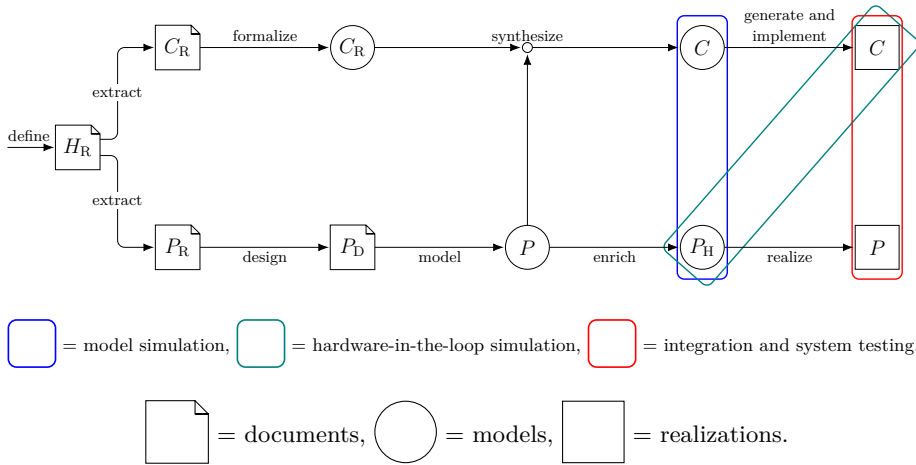 generate and
implement
C_R formalize C_R synthesize C C
extract
define H_R
extract
P_R design P_D model P enrich P_H realize P
= model simulation, = hardware-in-the-loop simulation, = integration and system testing.
= documents, = models, = realizations.